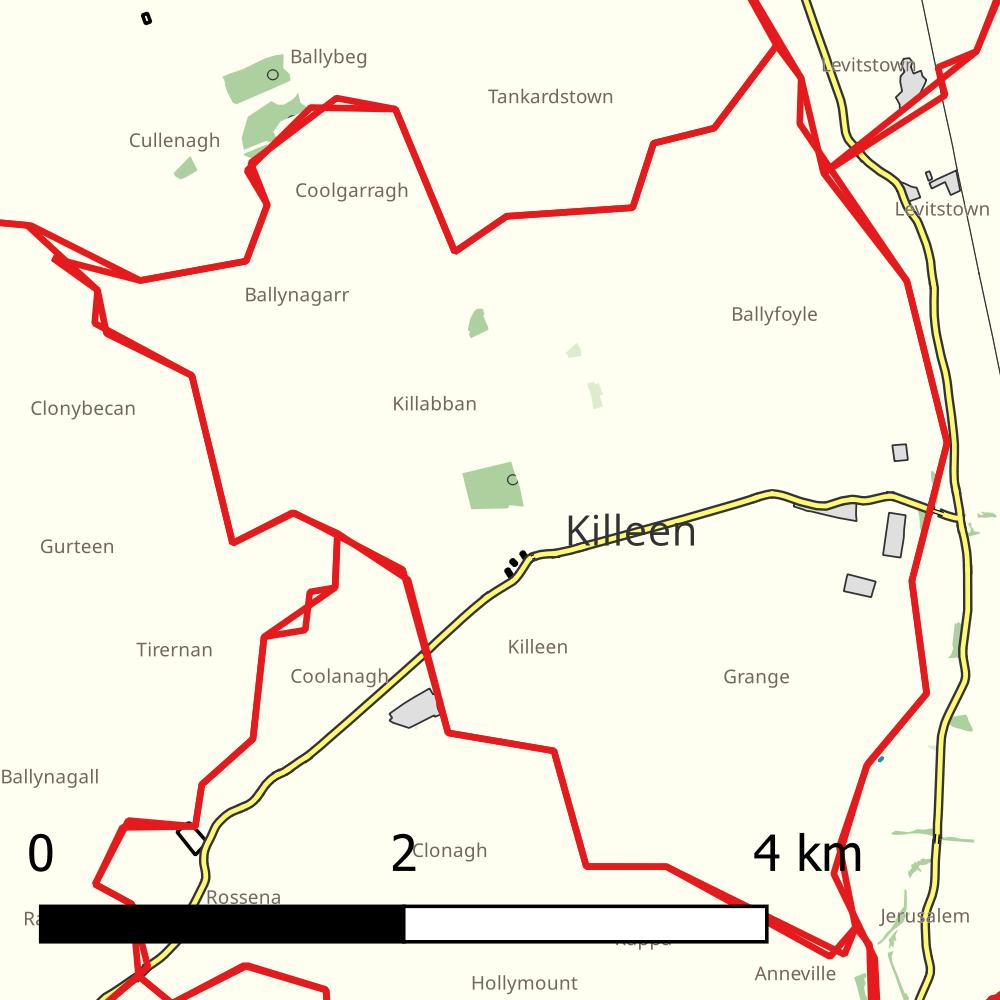 Ballybeg
Levitstown
Tankardstown
Cullenagh
Coolgarragh
Levitstown
Ballynagarr
Ballyfoyle
Killabban
Clonybecan
Killeen
Gurteen
Killeen
Tirernan
Coolanagh
Grange
Ballynagall
0 2 4 km
Clonagh
Rossena
Jerusalem
Anneville
Hollymount